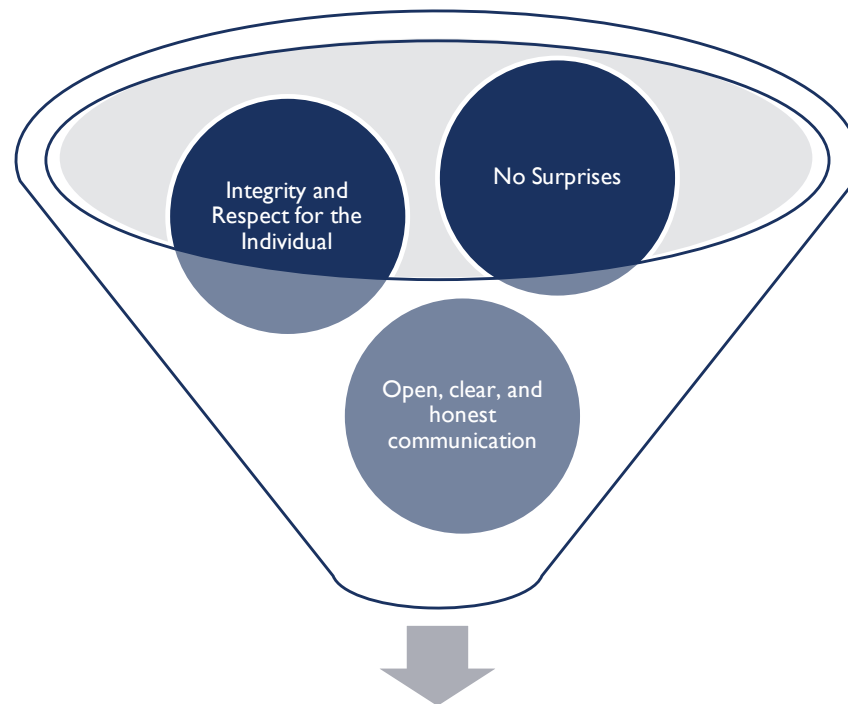 Integrity and
Respect for the
Individual
No Surprises
Open, clear, and
honest
communication